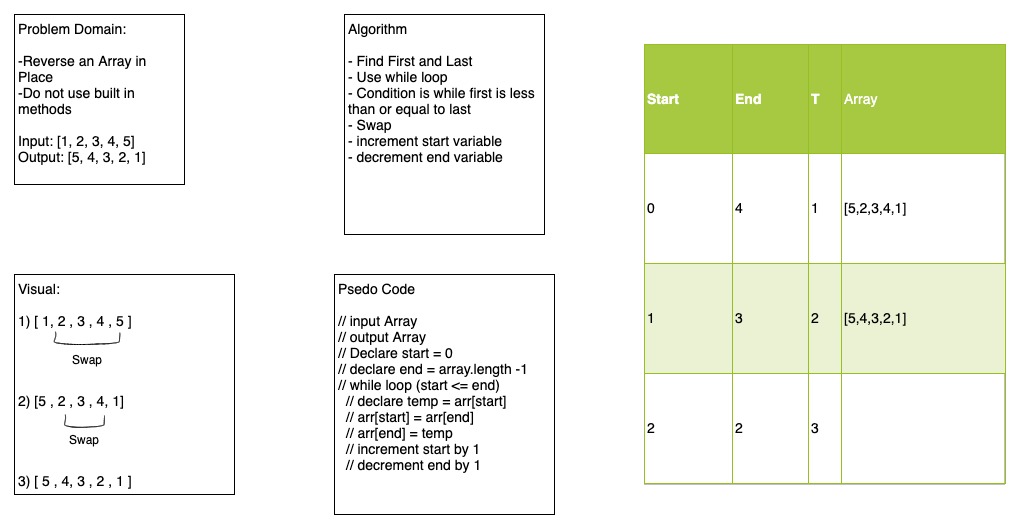 Problem Domain:
-Reverse an Array in
Place
-Do not use built in
methods
Input: [1, 2, 3, 4, 5]
Output: [5, 4, 3, 2, 1]
Algorithm
- Find First and Last
- Use while loop
- Condition is while first is less
than or equal to last
- Swap
- increment start variable
- decrement end variable
Visual:
1) [ 1, 2 , 3 , 4 , 5 ]
Swap
2) [5 , 2 , 3 , 4, 1]
Swap
3) [ 5 , 4, 3 , 2 , 1 ]
Psedo Code
// input Array
// output Array
// Declare start = 0
// declare end = array.length -1
// while loop (start <= end)
// declare temp = arr[start]
// arr[start] = arr[end]
// arr[end] = temp
// increment start by 1
// decrement end by 1
Start End T Array
0 4 1 [5,2,3,4,1]
1 3 2 [5,4,3,2,1]
2 2 3